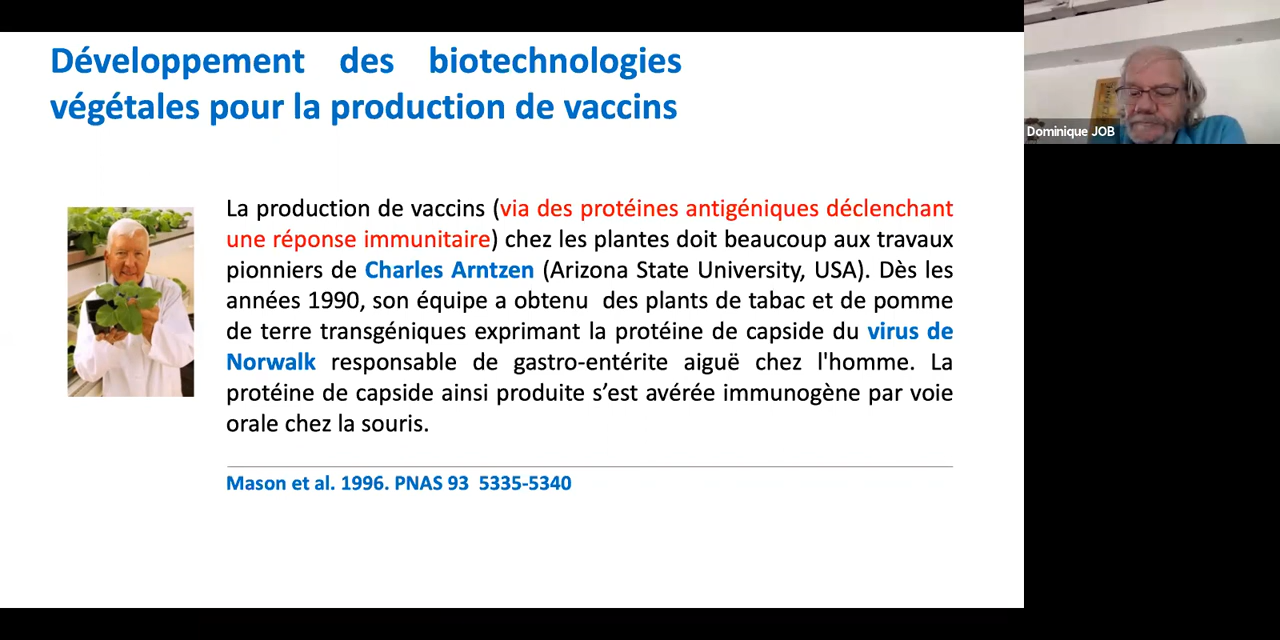 Développement des biotechnologies
végétales pour la production de vaccins
Dominique JOB
La production de vaccins (via des protéines antigéniques déclenchant
une réponse immunitaire) chez les plantes doit beaucoup aux travaux
pionniers de Charles Arntzen (Arizona State University, USA). Dès les
années 1990, son équipe a obtenu des plants de tabac et de pomme
de terre transgéniques exprimant la protéine de capside du virus de
Norwalk responsable de gastro-entérite aiguë chez l'homme. La
protéine de capside ainsi produite s’est avérée immunogène par voie
orale chez la souris.
Mason et al. 1996. PNAS 93 5335-5340